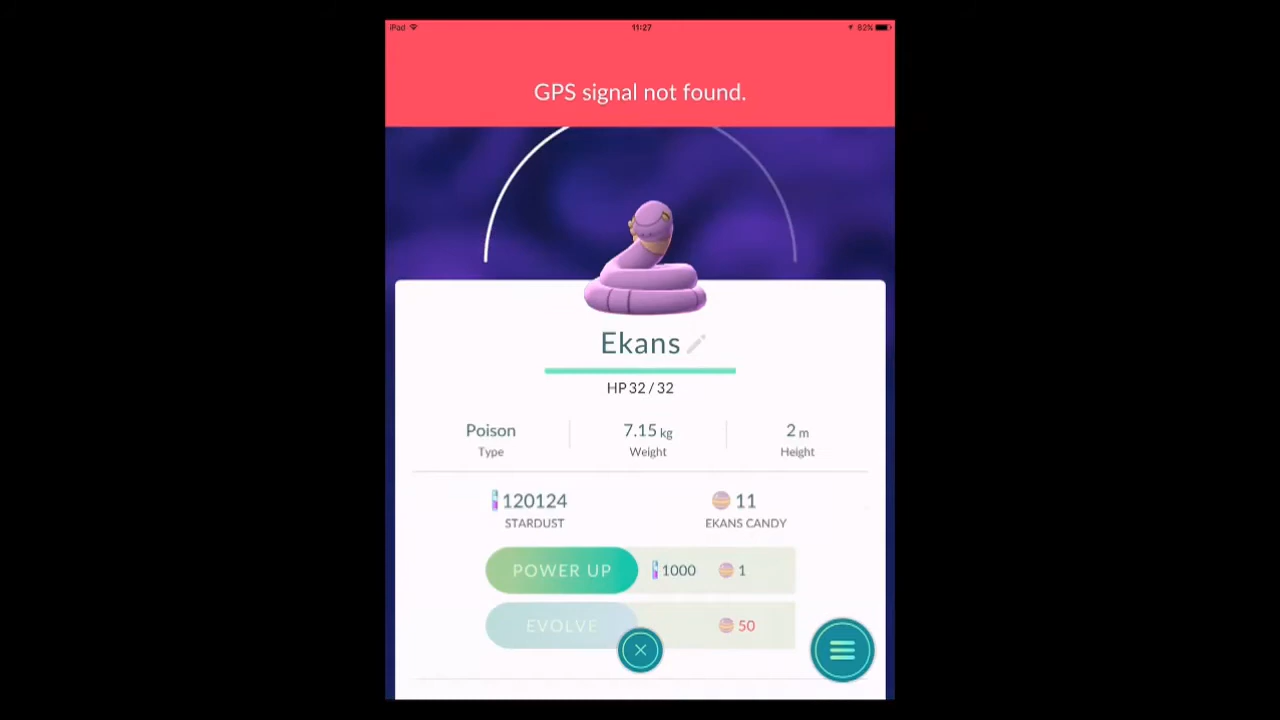 iPad 11:27 82%
GPS signal not found.
Ekans
HP 32 / 32
Poison 7.15 kg 2 m
Type Weight Height
120124 11
STARDUST EKANS CANDY
POWER UP 1000 1
EVOLVE 50